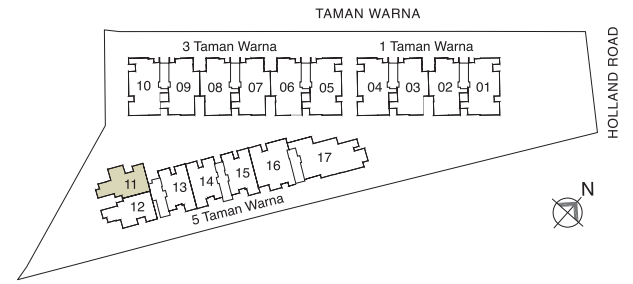 TAMAN WARNA
HOLLAND ROAD
3 Taman Warna
1 Taman Warna
10 09 08 07 06 05 04 03 02 01
11 12 13 14 15 16 17
5 Taman Warna
N